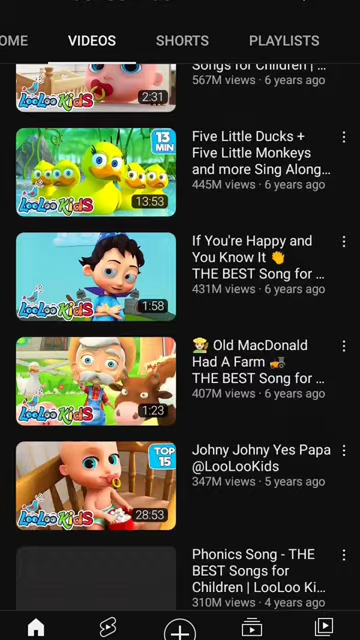 OME
VIDEOS
SHORTS
PLAYLISTS
Songs for Children | ...
567M views · 6 years ago
LooLoo KidS
2:31
Five Little Ducks +
Five Little Monkeys
and more Sing Along...
445M views · 6 years ago
13
MIN
LooLoo KidS
13:53
If You're Happy and
You Know It 👏
THE BEST Song for ...
431M views · 6 years ago
LooLoo KidS
1:58
👨🏻‍🌾 Old MacDonald
Had A Farm 🚜
THE BEST Song for ...
407M views · 6 years ago
LooLoo KidS
1:23
Johny Johny Yes Papa
@LooLooKids
347M views · 5 years ago
TOP
15
LooLoo KidS
28:53
Phonics Song - THE
BEST Songs for
Children | LooLoo Ki...
310M views · 4 years ago